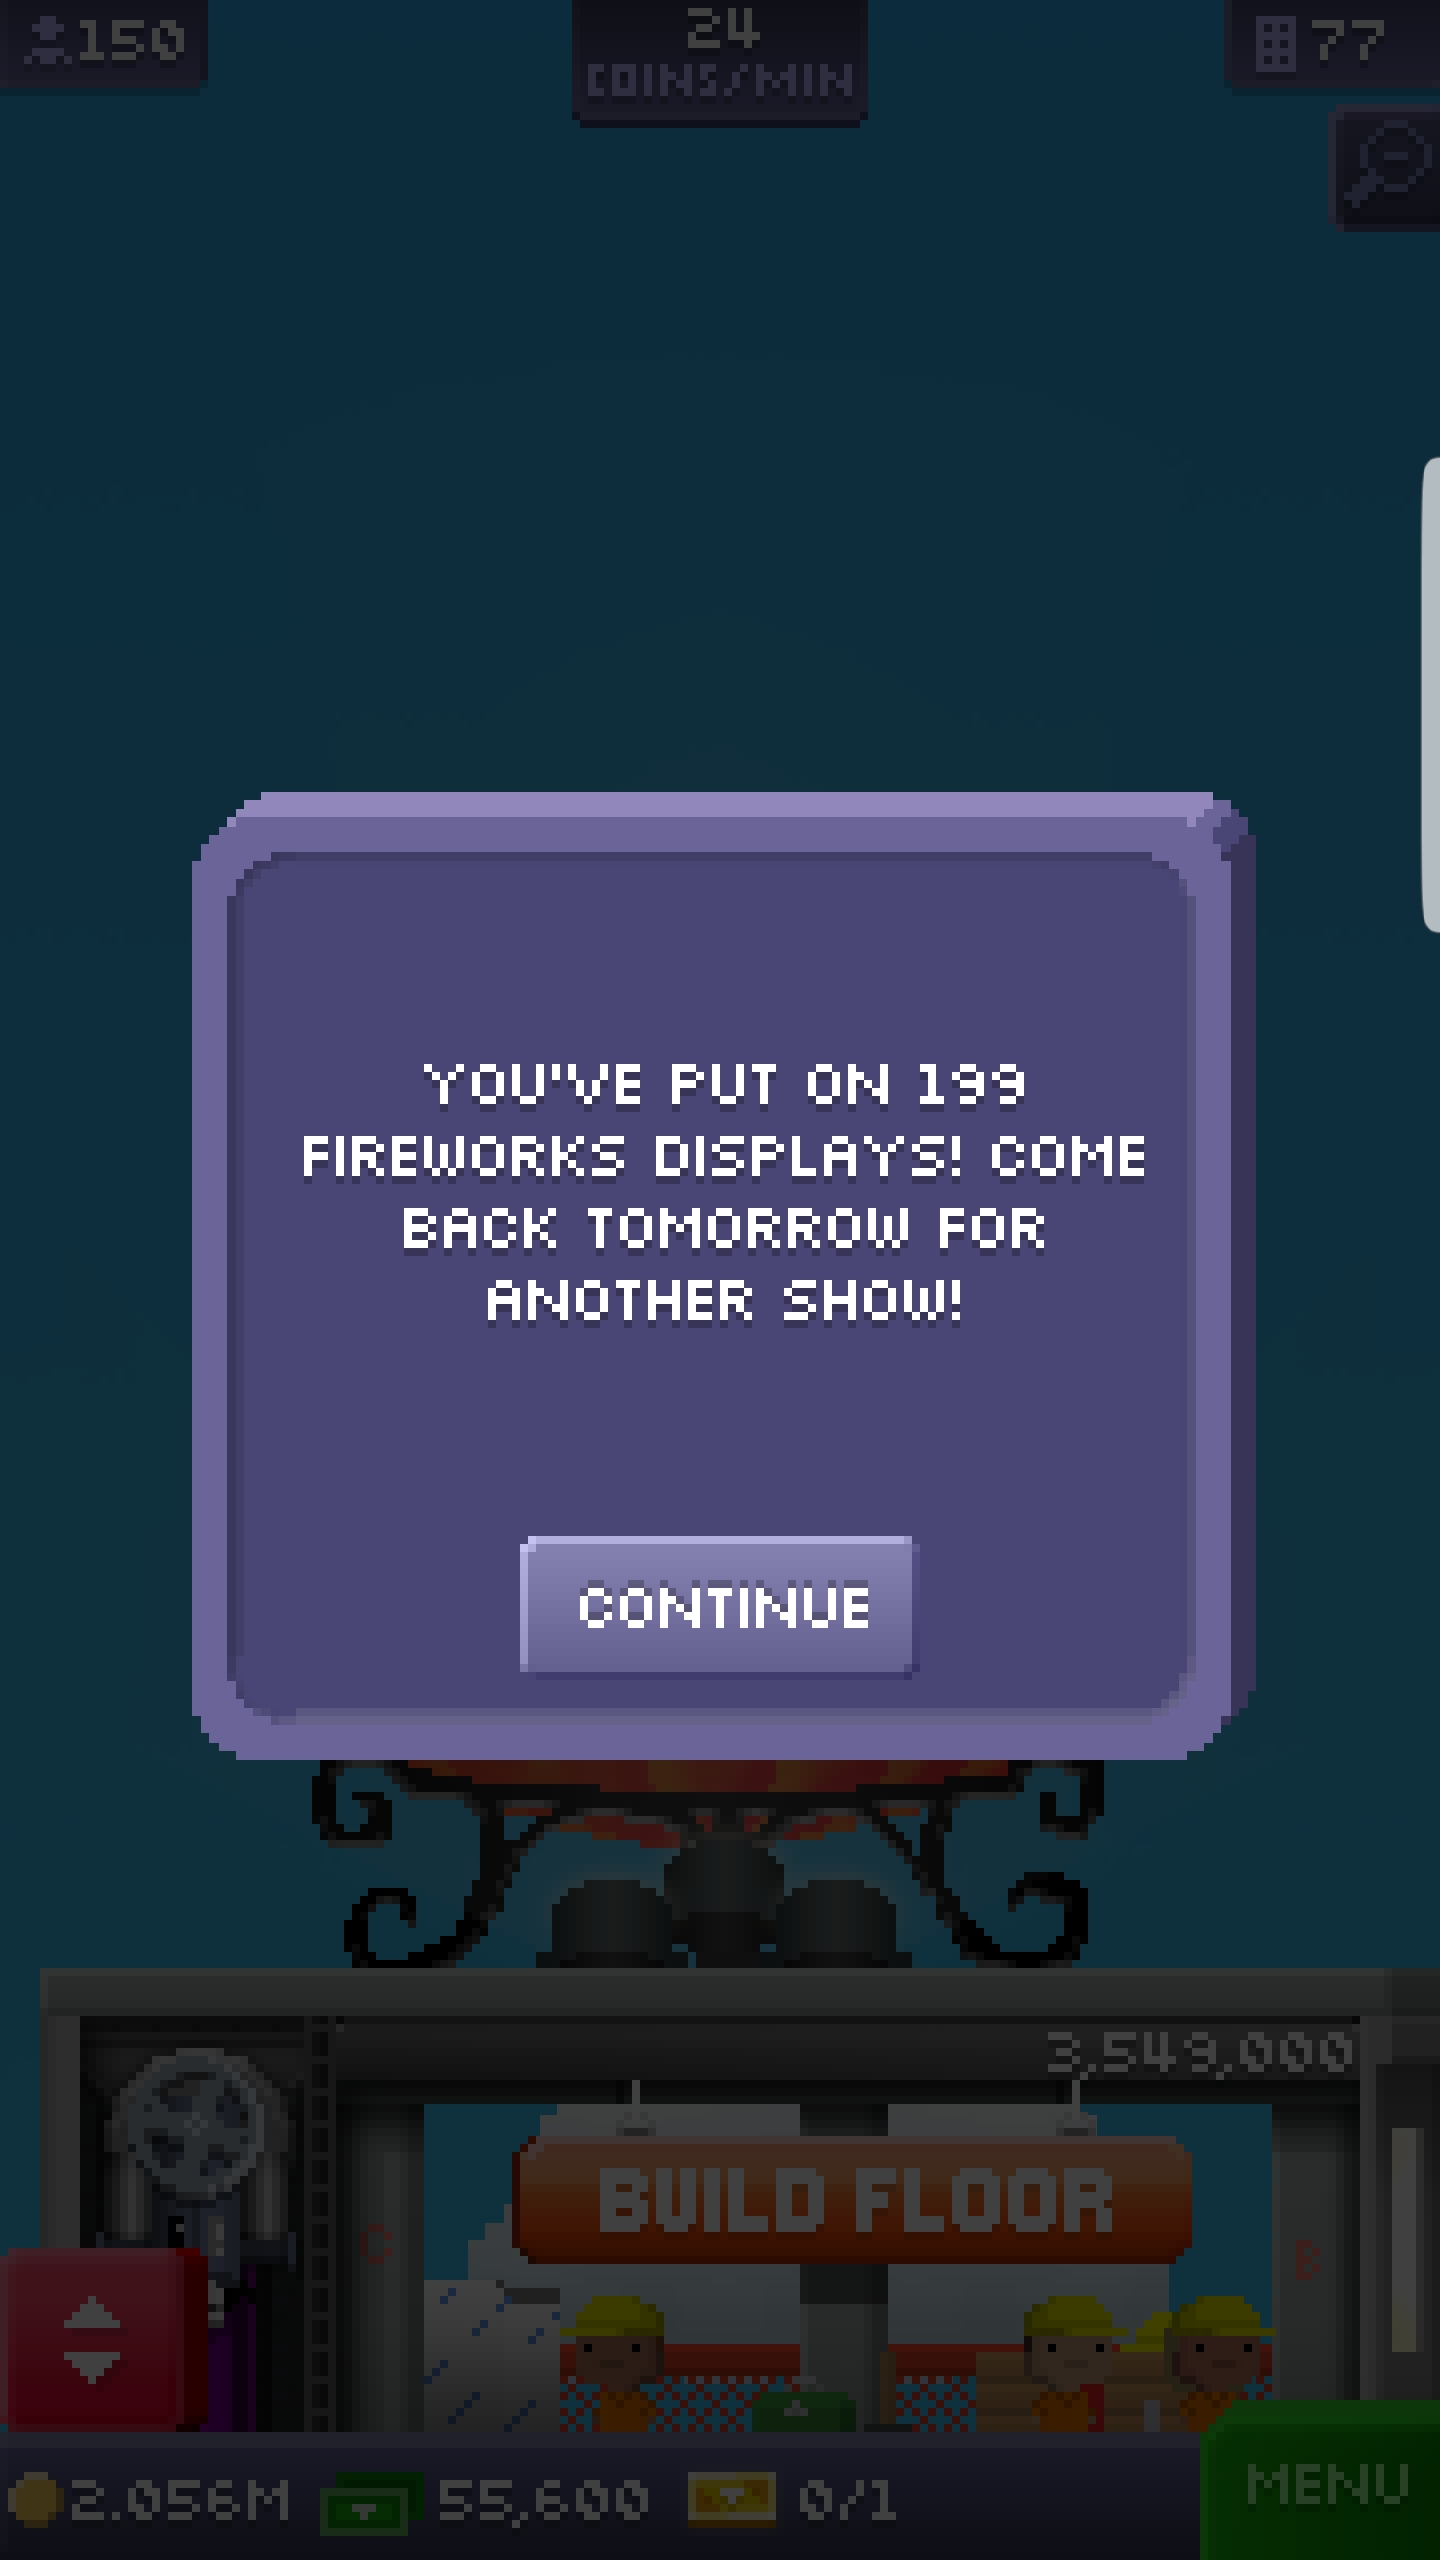 150
24
COINS/MIN
77
YOU'VE PUT ON 199
FIREWORKS DISPLAYS! COME
BACK TOMORROW FOR
ANOTHER SHOW!
CONTINUE
3,549,000
BUILD FLOOR
C
B
2.056M
55,600
0/1
MENU